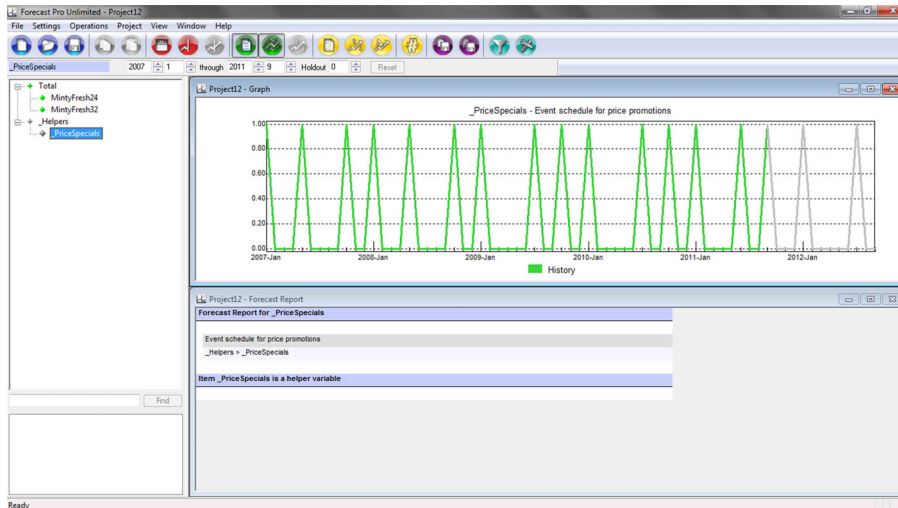 Forecast Pro Unlimited - Project12
File Settings Operations Project View Window Help
_PriceSpecials 2007 1 through 2011 9 Holdout 0 Reset
Total
MintyFresh24
MintyFresh32
_Helpers
_PriceSpecials
Find
Project12 - Graph
_PriceSpecials - Event schedule for price promotions
1.00
0.80
0.60
0.40
0.20
0.00
2007-Jan 2008-Jan 2009-Jan 2010-Jan 2011-Jan 2012-Jan
History
Project12 - Forecast Report
Forecast Report for _PriceSpecials
Event schedule for price promotions
_Helpers > _PriceSpecials
Item _PriceSpecials is a helper variable
Ready